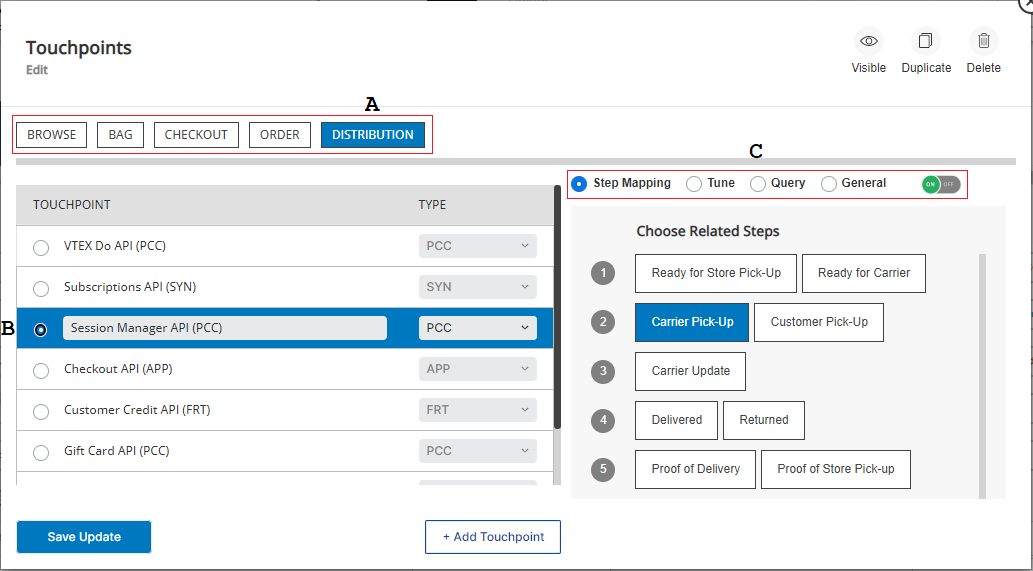 Touchpoints
Edit
Visible Duplicate Delete
A
BROWSE BAG CHECKOUT ORDER DISTRIBUTION
C
Step Mapping Tune Query General ON OFF
TOUCHPOINT TYPE
VTEX Do API (PCC) PCC
Subscriptions API (SYN) SYN
B Session Manager API (PCC) PCC
Checkout API (APP) APP
Customer Credit API (FRT) FRT
Gift Card API (PCC) PCC
Choose Related Steps
1 Ready for Store Pick-Up Ready for Carrier
2 Carrier Pick-Up Customer Pick-Up
3 Carrier Update
4 Delivered Returned
5 Proof of Delivery Proof of Store Pick-up
Save Update + Add Touchpoint